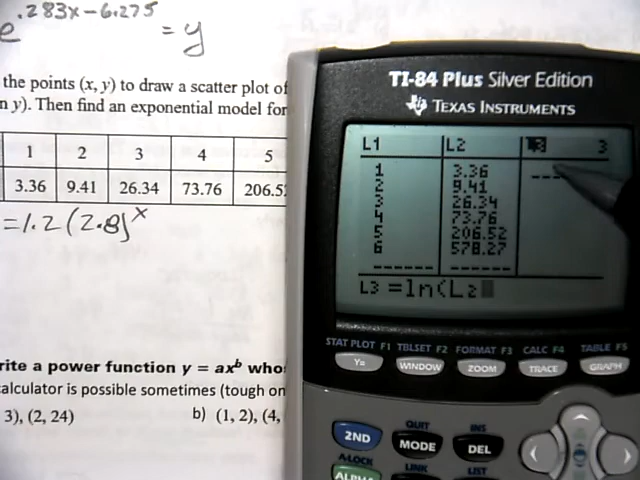 e^.283x-6.275 = y
the points (x, y) to draw a scatter plot of
n y). Then find an exponential model for
1 2 3 4 5
3.36 9.41 26.34 73.76 206.5
=1.2(2.8)^x
rite a power function y = ax^b who
alculator is possible sometimes (tough on
3), (2, 24) b) (1, 2), (4,
TI-84 Plus Silver Edition
TEXAS INSTRUMENTS
L1 L2 L3 3
1 3.36 ----
2 9.41
3 26.34
4 73.76
5 206.52
6 578.27
------ ------
L3 =ln(L2
STAT PLOT F1 TBLSET F2 FORMAT F3 CALC F4 TABLE F5
Y= WINDOW ZOOM TRACE GRAPH
QUIT INS
2ND MODE DEL
A-LOCK LINK LIST
ALPHA